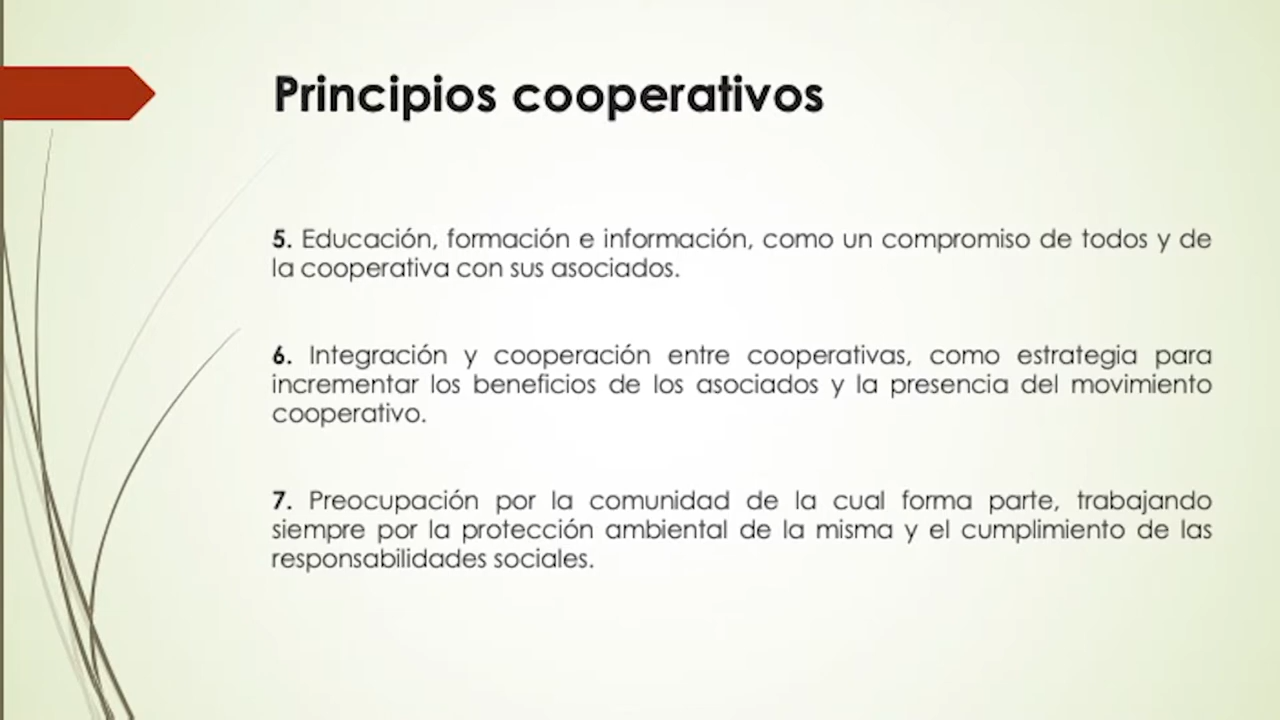 Principios cooperativos
5. Educación, formación e información, como un compromiso de todos y de
la cooperativa con sus asociados.
6. Integración y cooperación entre cooperativas, como estrategia para
incrementar los beneficios de los asociados y la presencia del movimiento
cooperativo.
7. Preocupación por la comunidad de la cual forma parte, trabajando
siempre por la protección ambiental de la misma y el cumplimiento de las
responsabilidades sociales.